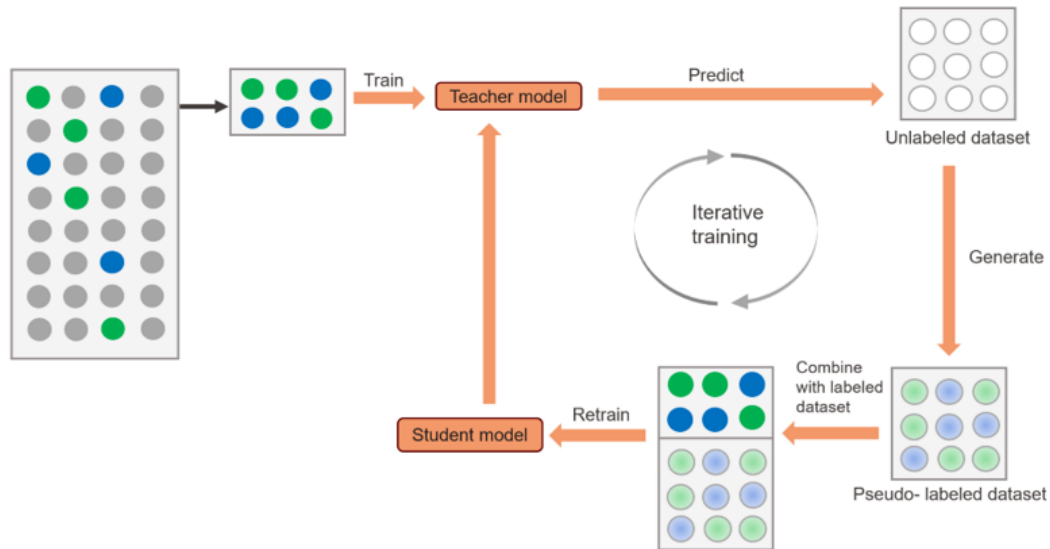 Train
Teacher model
Predict
Unlabeled dataset
Iterative
training
Generate
Combine
with labeled
dataset
Retrain
Student model
Pseudo- labeled dataset